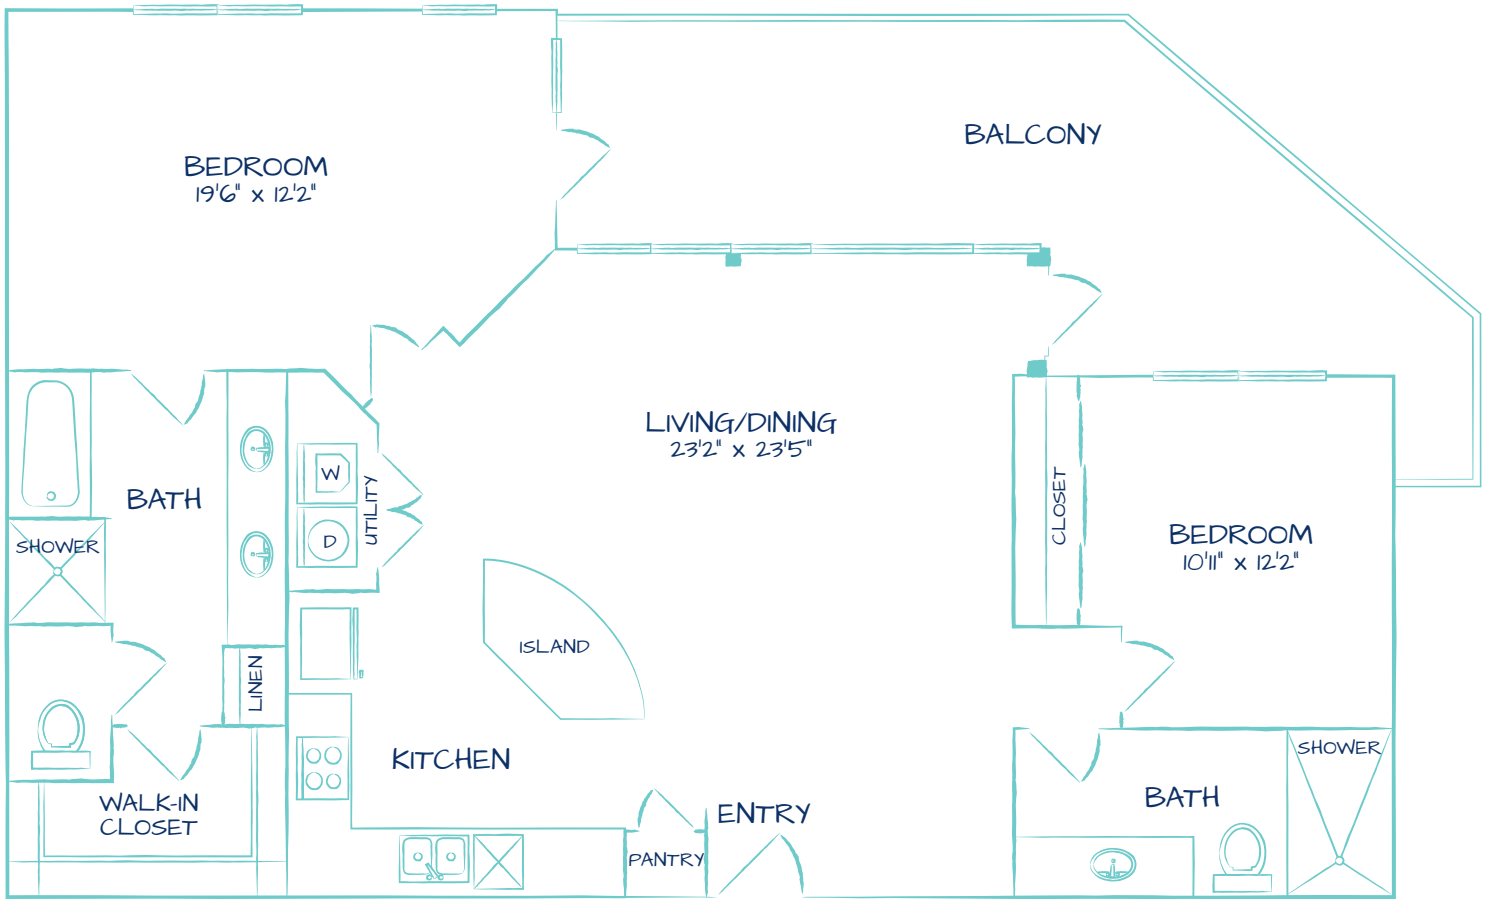 BALCONY
BEDROOM
19'6" x 12'2"
LIVING/DINING
23'2" x 23'5"
W
UTILITY
D
BATH
SHOWER
CLOSET
BEDROOM
10'11" x 12'2"
ISLAND
LINEN
KITCHEN
WALK-IN
CLOSET
ENTRY
PANTRY
BATH
SHOWER